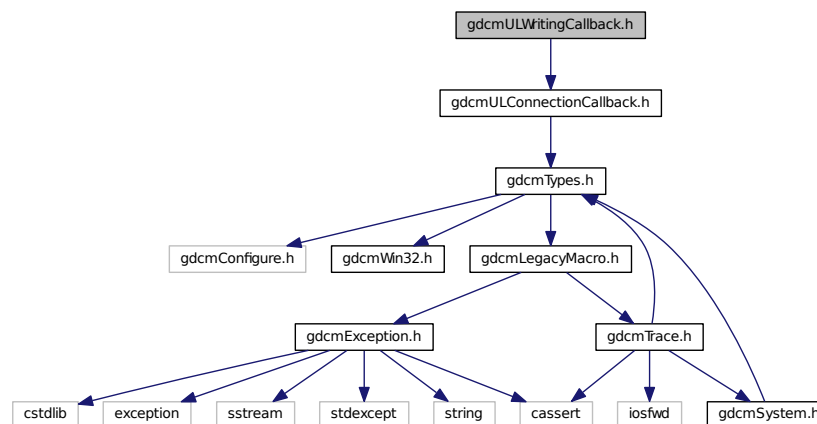 gdcmULWritingCallback.h
gdcmULConnectionCallback.h
gdcmTypes.h
gdcmConfigure.h
gdcmWin32.h
gdcmLegacyMacro.h
gdcmException.h
gdcmTrace.h
cstdlib
exception
sstream
stdexcept
string
cassert
iosfwd
gdcmSystem.h